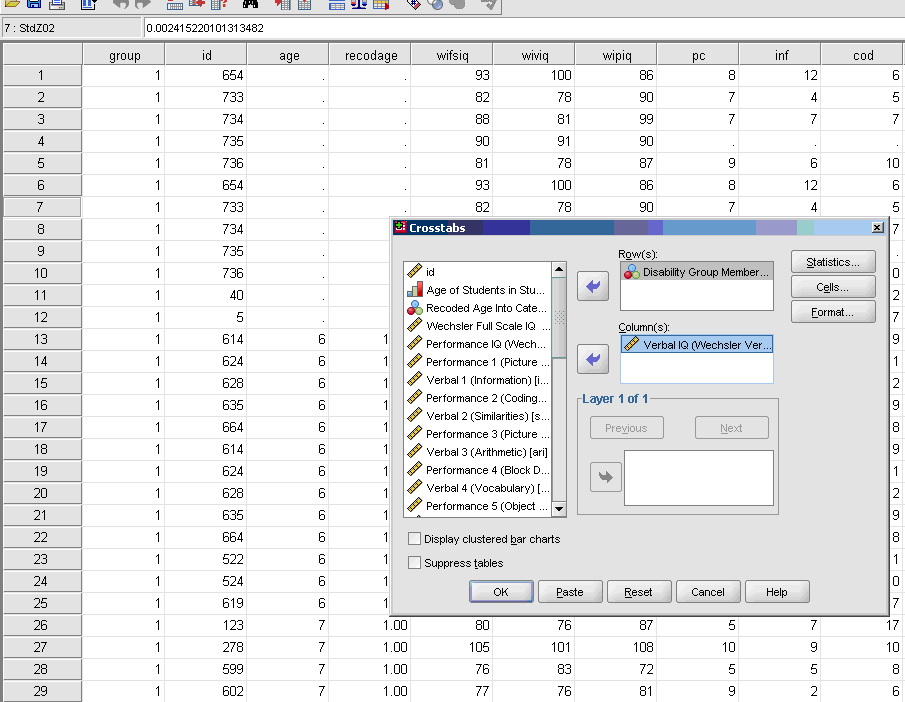 7 : StdZ02 0.002415220101313482
group id age recodage wifsiq wiviq wipiq pc inf cod
1 1 654 . . 93 100 86 8 12 6
2 1 733 . . 82 78 90 7 4 5
3 1 734 . . 88 81 99 7 7 7
4 1 735 . . 90 91 90 . . .
5 1 736 . . 81 78 87 9 6 10
6 1 654 . . 93 100 86 8 12 6
7 1 733 . . 82 78 90 7 4 5
8 1 734 . . 7
9 1 735 . . .
10 1 736 . . 0
11 1 40 . . 2
12 1 5 . . 7
13 1 614 6 1 9
14 1 624 6 1 1
15 1 628 6 1 2
16 1 635 6 1 9
17 1 664 6 1 8
18 1 614 6 1 9
19 1 624 6 1 1
20 1 628 6 1 2
21 1 635 6 1 9
22 1 664 6 1 8
23 1 522 6 1 1
24 1 524 6 1 0
25 1 619 6 1 7
26 1 123 7 1.00 80 76 87 5 7 17
27 1 278 7 1.00 105 101 108 10 9 10
28 1 599 7 1.00 76 83 72 5 5 8
29 1 602 7 1.00 77 76 81 9 2 6
Crosstabs
id
Age of Students in Stu...
Recoded Age Into Cate...
Wechsler Full Scale IQ ...
Performance IQ (Wech...
Performance 1 (Picture ...
Verbal 1 (Information) [i...
Performance 2 (Coding...
Verbal 2 (Similarities) [s...
Performance 3 (Picture ...
Verbal 3 (Arithmetic) [ari]
Performance 4 (Block D...
Verbal 4 (Vocabulary) [...
Performance 5 (Object ...
Row(s):
Disability Group Member...
Column(s):
Verbal IQ (Wechsler Ver...
Layer 1 of 1
Previous Next
Statistics...
Cells...
Format...
Display clustered bar charts
Suppress tables
OK Paste Reset Cancel Help